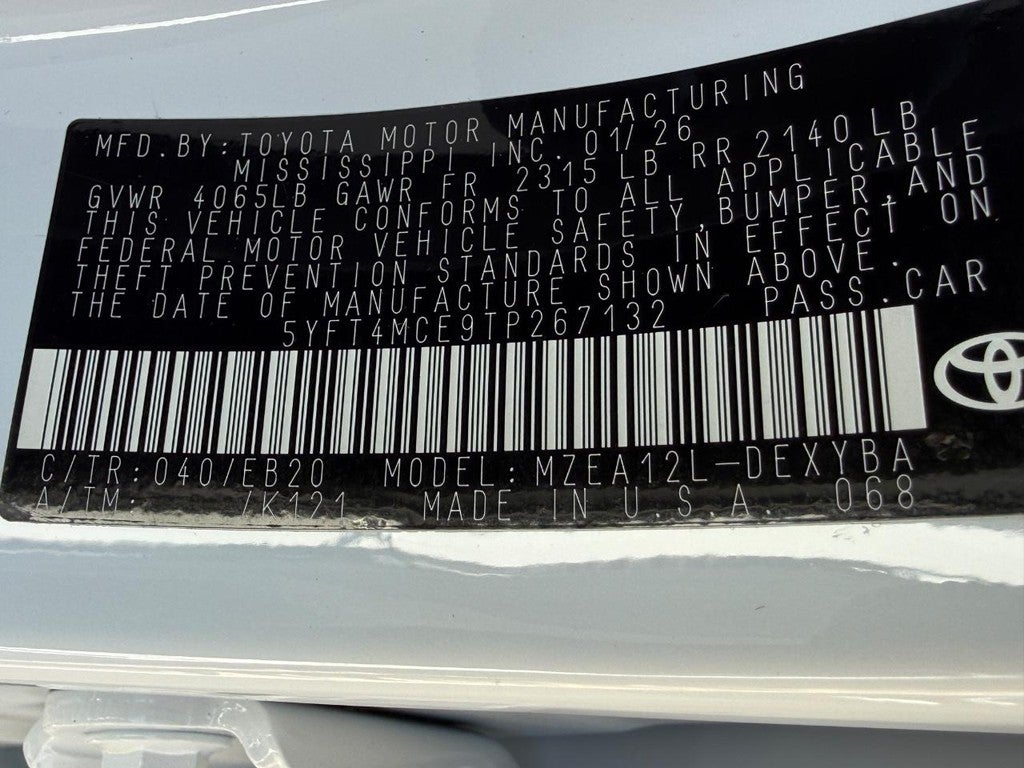 MFD.BY:TOYOTA MOTOR MANUFACTURING
MISSISSIPPI, INC. 01/26
GVWR 4065LB GAWR FR 2315 LB RR 2140LB
THIS VEHICLE CONFORMS TO ALL APPLICABLE
FEDERAL MOTOR VEHICLE SAFETY,BUMPER,AND
THEFT PREVENTION STANDARDS IN EFFECT ON
THE DATE OF MANUFACTURE SHOWN ABOVE.
5YFT4MCE9TP267132 PASS.CAR
C/TR:040/EB20 MODEL:MZEA12L-DEXYBA
A/TM: /K121 MADE IN U.S.A. 068